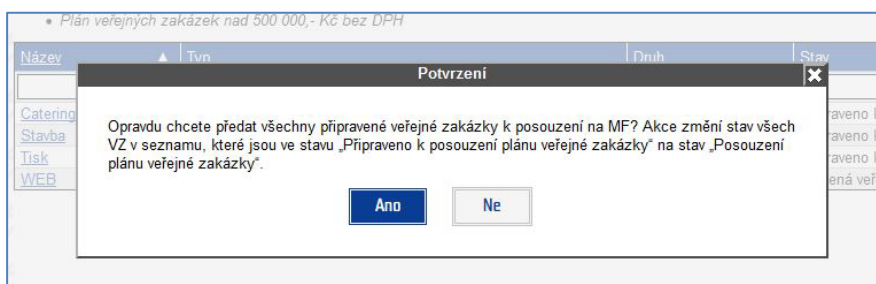 • Plán veřejných zakázek nad 500 000,- Kč bez DPH
Název ▲ Typ Druh Stav
Potvrzení
Opravdu chcete předat všechny připravené veřejné zakázky k posouzení na MF? Akce změní stav všech
VZ v seznamu, které jsou ve stavu „Připraveno k posouzení plánu veřejné zakázky“ na stav „Posouzení
plánu veřejné zakázky“.
Ano Ne
Catering
Stavba
Tisk
WEB